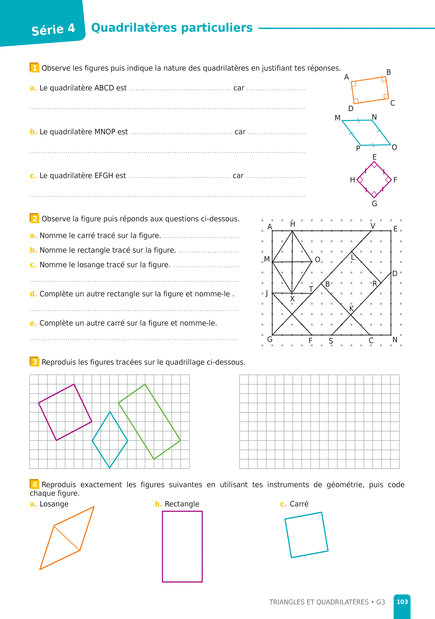 Série 4
Quadrilatères particuliers
1 Observe les figures puis indique la nature des quadrilatères en justifiant tes réponses.
a. Le quadrilatère ABCD est ........................................ car ........................
b. Le quadrilatère MNOP est ........................................ car ........................
c. Le quadrilatère EFGH est ........................................ car ........................
A
B
C
D
M
N
O
P
E
F
G
H
2 Observe la figure puis réponds aux questions ci-dessous.
a. Nomme le carré tracé sur la figure. ..............................
b. Nomme le rectangle tracé sur la figure. ........................
c. Nomme le losange tracé sur la figure. ..........................
d. Complète un autre rectangle sur la figure et nomme-le .
e. Complète un autre carré sur la figure et nomme-le.
A H V E
M O L
D
J T B R
X
K
G F S C N
3 Reproduis les figures tracées sur le quadrillage ci-dessous.
4 Reproduis exactement les figures suivantes en utilisant tes instruments de géométrie, puis code
chaque figure.
a. Losange
b. Rectangle
c. Carré
TRIANGLES ET QUADRILATÈRES • G3
103